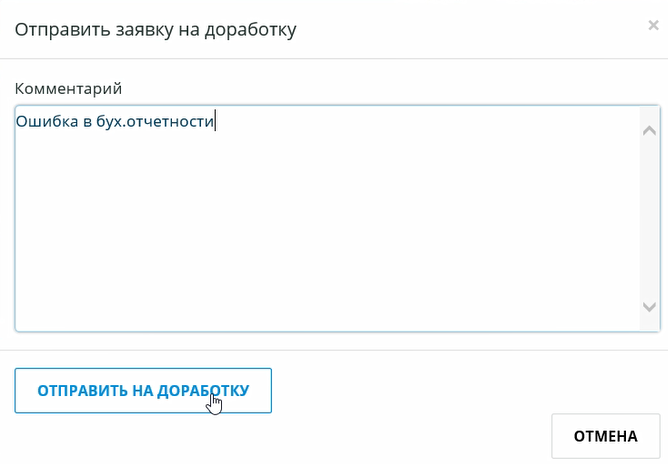 Отправить заявку на доработку
×
Комментарий
Ошибка в бух.отчетности
ОТПРАВИТЬ НА ДОРАБОТКУ
ОТМЕНА